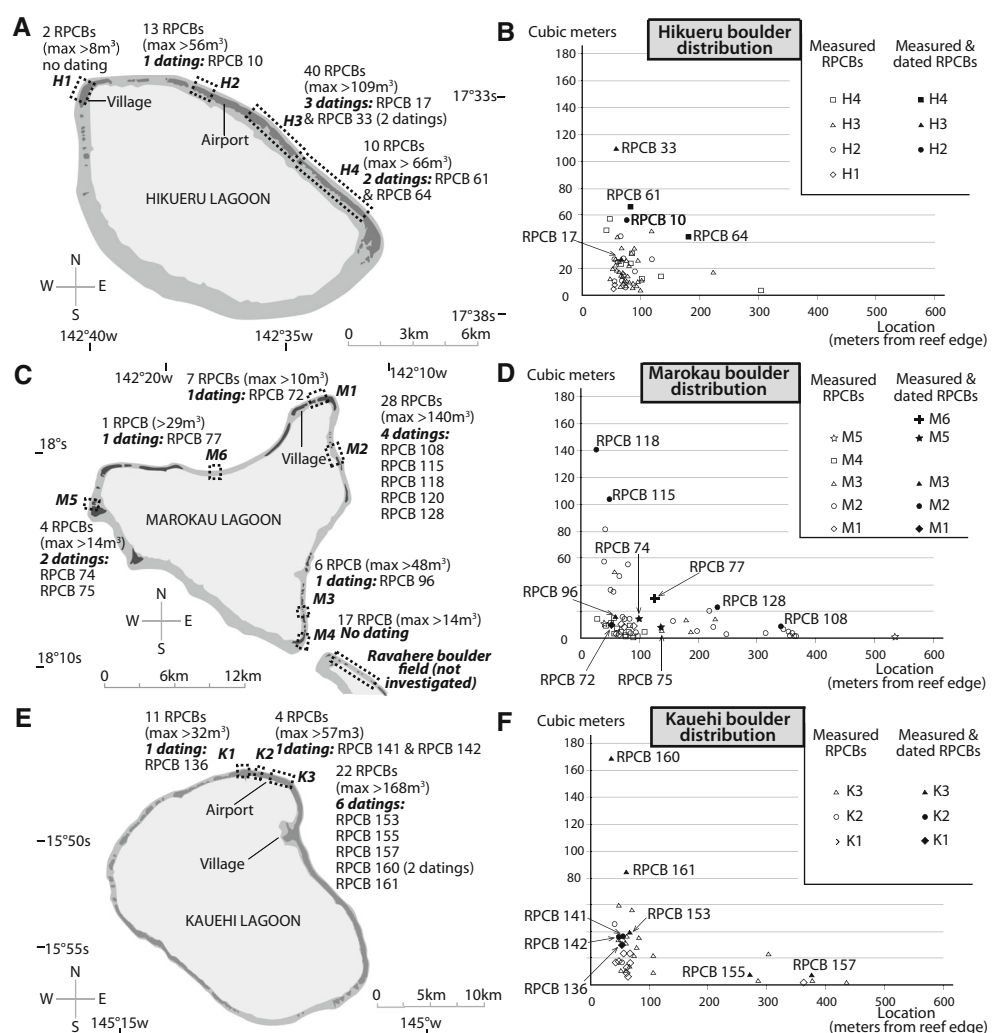 A
2 RPCBs
(max >8m³)
no dating
H1
Village
13 RPCBs
(max >56m³)
1 dating: RPCB 10
H2
Airport
40 RPCBs
(max >109m³)
3 datings: RPCB 17
& RPCB 33 (2 datings)
H3
10 RPCBs
(max > 66m³)
2 datings: RPCB 61
& RPCB 64
H4
HIKUERU LAGOON
17°33s
17°38s
N
W E
S
142°40w
142°35w
0 3km 6km
B
Cubic meters
Hikueru boulder
distribution
180
160
140
120
100
80
60
40
20
0
RPCB 33
RPCB 61
RPCB 10
RPCB 64
RPCB 17
Measured
RPCBs
Measured &
dated RPCBs
H4 H4
H3 H3
H2 H2
H1
0 100 200 300 400 500 600
Location
(meters from reef edge)
C
142°20w
142°10w
18°s
18°10s
7 RPCBs (max >10m³)
1dating: RPCB 72
M1
1 RPCB (>29m³)
1 dating: RPCB 77
M6
Village
M2
28 RPCBs
(max >140m³)
4 datings:
RPCB 108
RPCB 115
RPCB 118
RPCB 120
RPCB 128
M5
MAROKAU LAGOON
4 RPCBs
(max >14m³)
2 datings:
RPCB 74
RPCB 75
6 RPCB (max >48m³)
1 dating: RPCB 96
M3
17 RPCB (max >14m³)
M4 No dating
Ravahere boulder
field (not
investigated)
N
W E
S
0 6km 12km
D
Cubic meters
Marokau boulder
distribution
180
160
140
120
100
80
60
40
20
0
RPCB 118
RPCB 115
RPCB 74
RPCB 77
RPCB 96
RPCB 128
RPCB 108
RPCB 72
RPCB 75
Measured
RPCBs
Measured &
dated RPCBs
M6
M5 M5
M4
M3 M3
M2 M2
M1 M1
0 100 200 300 400 500 600
Location
(meters from reef edge)
E
11 RPCBs
(max >32m³)
1 dating:
RPCB 136
K1
4 RPCBs
(max >57m3)
1dating: RPCB 141 & RPCB 142
K2
K3
22 RPCBs
(max >168m³)
6 datings:
RPCB 153
RPCB 155
RPCB 157
RPCB 160 (2 datings)
RPCB 161
Airport
Village
KAUEHI LAGOON
15°50s
15°55s
N
W E
S
145°15w
145°w
0 5km 10km
F
Cubic meters
Kauehi boulder
distribution
180
160
140
120
100
80
RPCB 160
RPCB 161
RPCB 141
RPCB 153
RPCB 142
RPCB 155
RPCB 157
RPCB 136
Measured
RPCBs
Measured &
dated RPCBs
K3 K3
K2 K2
K1 K1
0 100 200 300 400 500 600
Location
(meters from reef edge)